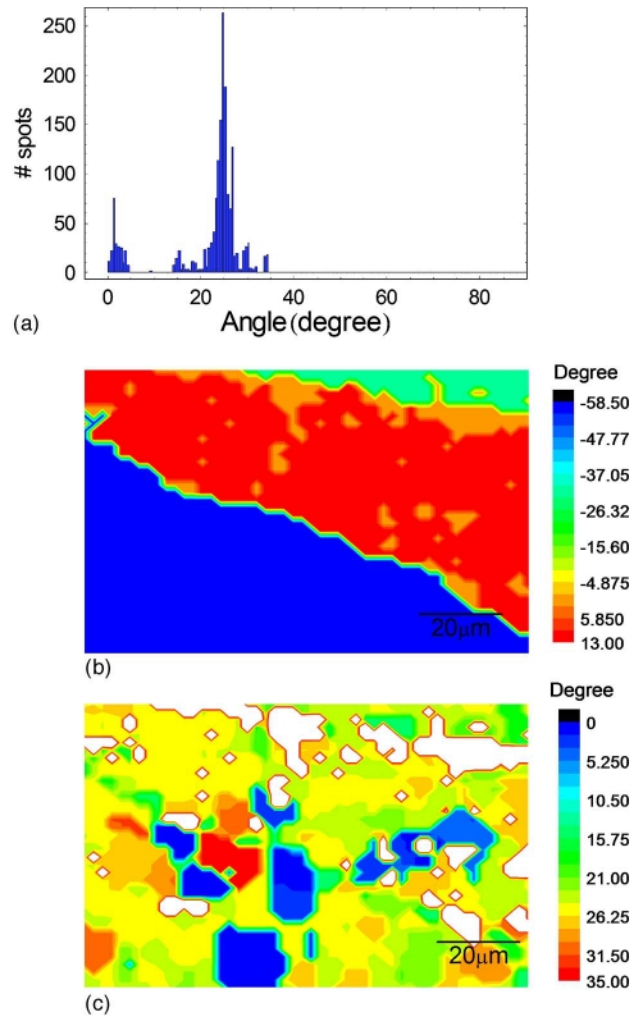 250
200
150
100
50
0
# spots
0 20 40 60 80
(a) Angle (degree)
Degree
-58.50
-47.77
-37.05
-26.32
-15.60
-4.875
5.850
13.00
20μm
(b)
Degree
0
5.250
10.50
15.75
21.00
26.25
31.50
35.00
20μm
(c)